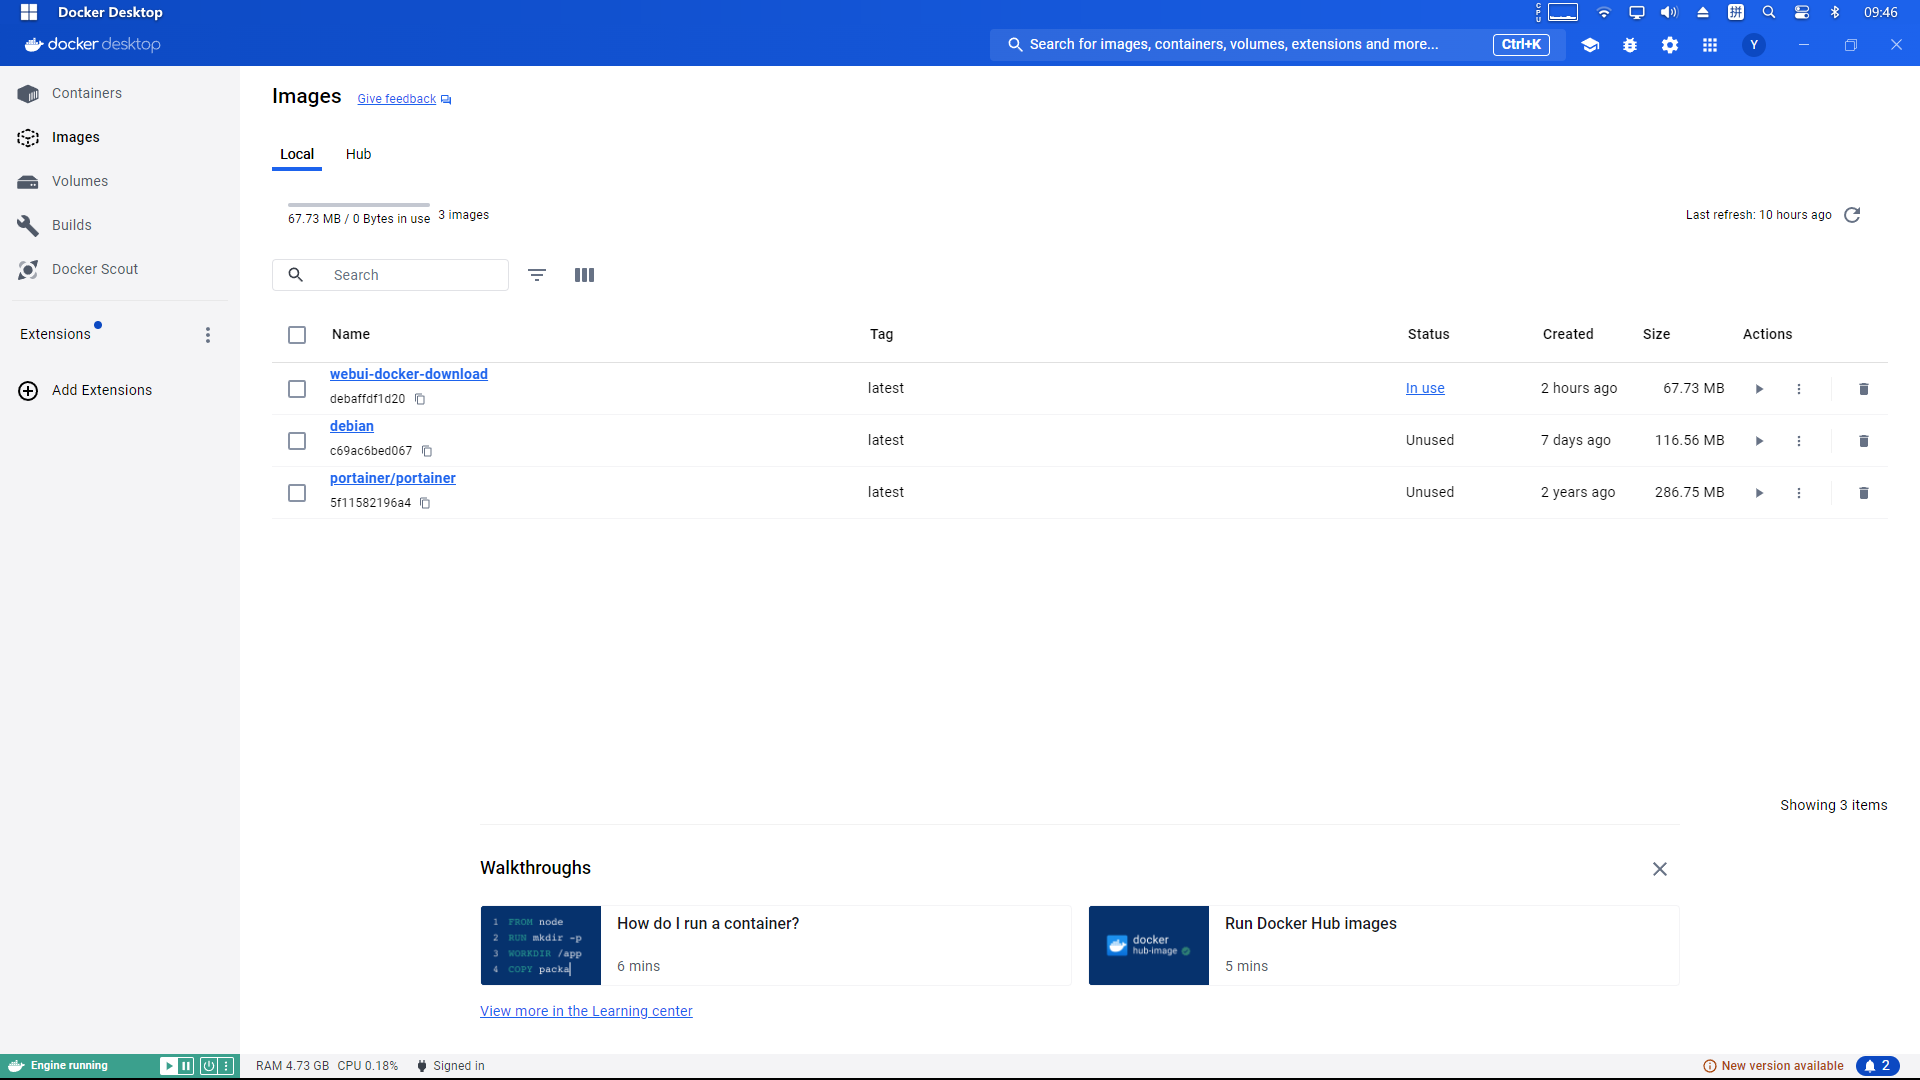 Docker Desktop
CPU
拼
09:46
docker desktop
Search for images, containers, volumes, extensions and more...
Ctrl+K
Y
Containers
Images
Volumes
Builds
Docker Scout
Extensions
Add Extensions
Images
Give feedback
Local
Hub
67.73 MB / 0 Bytes in use
3 images
Last refresh: 10 hours ago
Search
Name Tag Status Created Size Actions
webui-docker-download
debaffdf1d20
latest In use 2 hours ago 67.73 MB
debian
c69ac6bed067
latest Unused 7 days ago 116.56 MB
portainer/portainer
5f11582196a4
latest Unused 2 years ago 286.75 MB
Showing 3 items
Walkthroughs
1 FROM node
2 RUN mkdir -p
3 WORKDIR /app
4 COPY packa
How do I run a container?
6 mins
docker
hub-image
Run Docker Hub images
5 mins
View more in the Learning center
Engine running
RAM 4.73 GB CPU 0.18%
Signed in
New version available
2